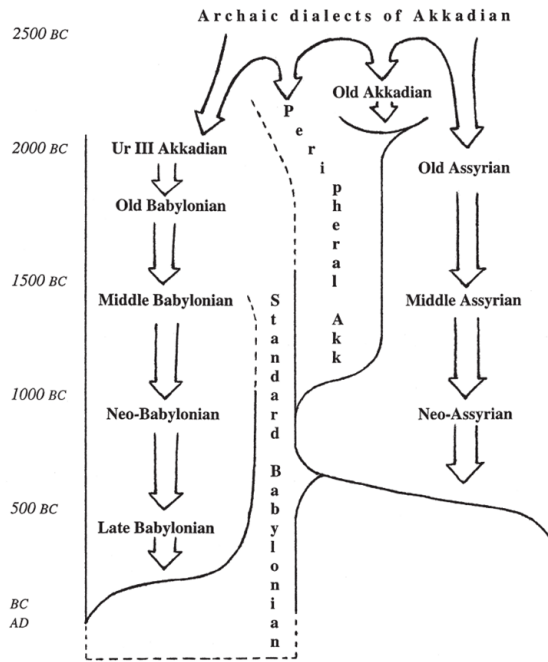 Archaic dialects of Akkadian
2500 BC
Old Akkadian
Peripheral Akk
2000 BC
Ur III Akkadian
Old Assyrian
Old Babylonian
1500 BC
Middle Babylonian
Standard Babylonian
Middle Assyrian
1000 BC
Neo-Babylonian
Neo-Assyrian
500 BC
Late Babylonian
BC
AD